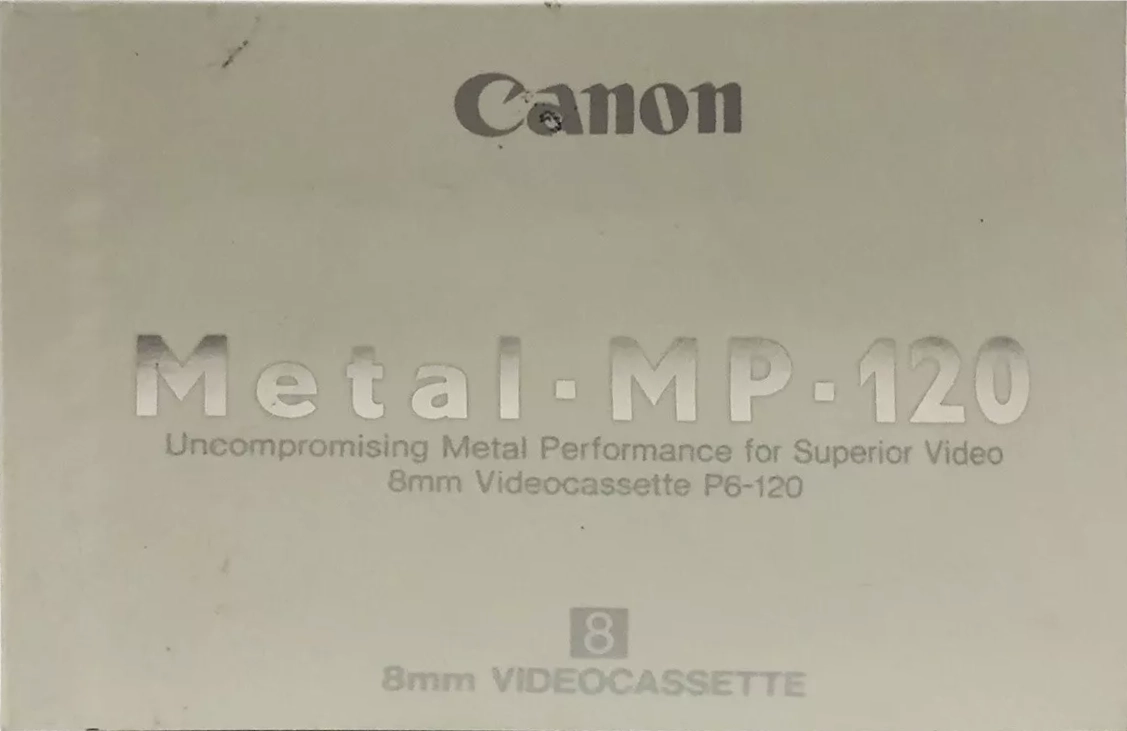 Canon
Metal·MP·120
Uncompromising Metal Performance for Superior Video
8mm Videocassette P6-120
8
8mm VIDEOCASSETTE